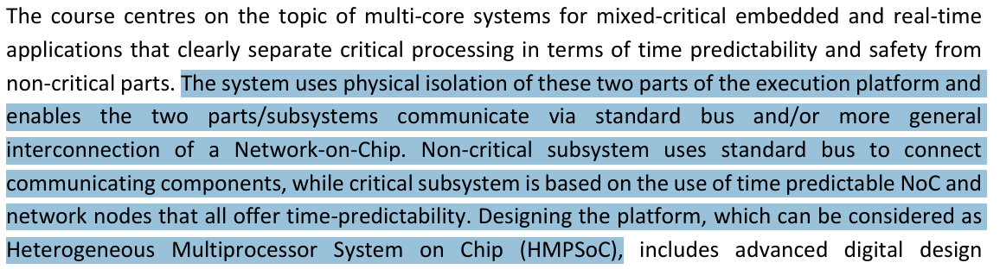 The course centres on the topic of multi-core systems for mixed-critical embedded and real-time
applications that clearly separate critical processing in terms of time predictability and safety from
non-critical parts. The system uses physical isolation of these two parts of the execution platform and
enables the two parts/subsystems communicate via standard bus and/or more general
interconnection of a Network-on-Chip. Non-critical subsystem uses standard bus to connect
communicating components, while critical subsystem is based on the use of time predictable NoC and
network nodes that all offer time-predictability. Designing the platform, which can be considered as
Heterogeneous Multiprocessor System on Chip (HMPSoC), includes advanced digital design